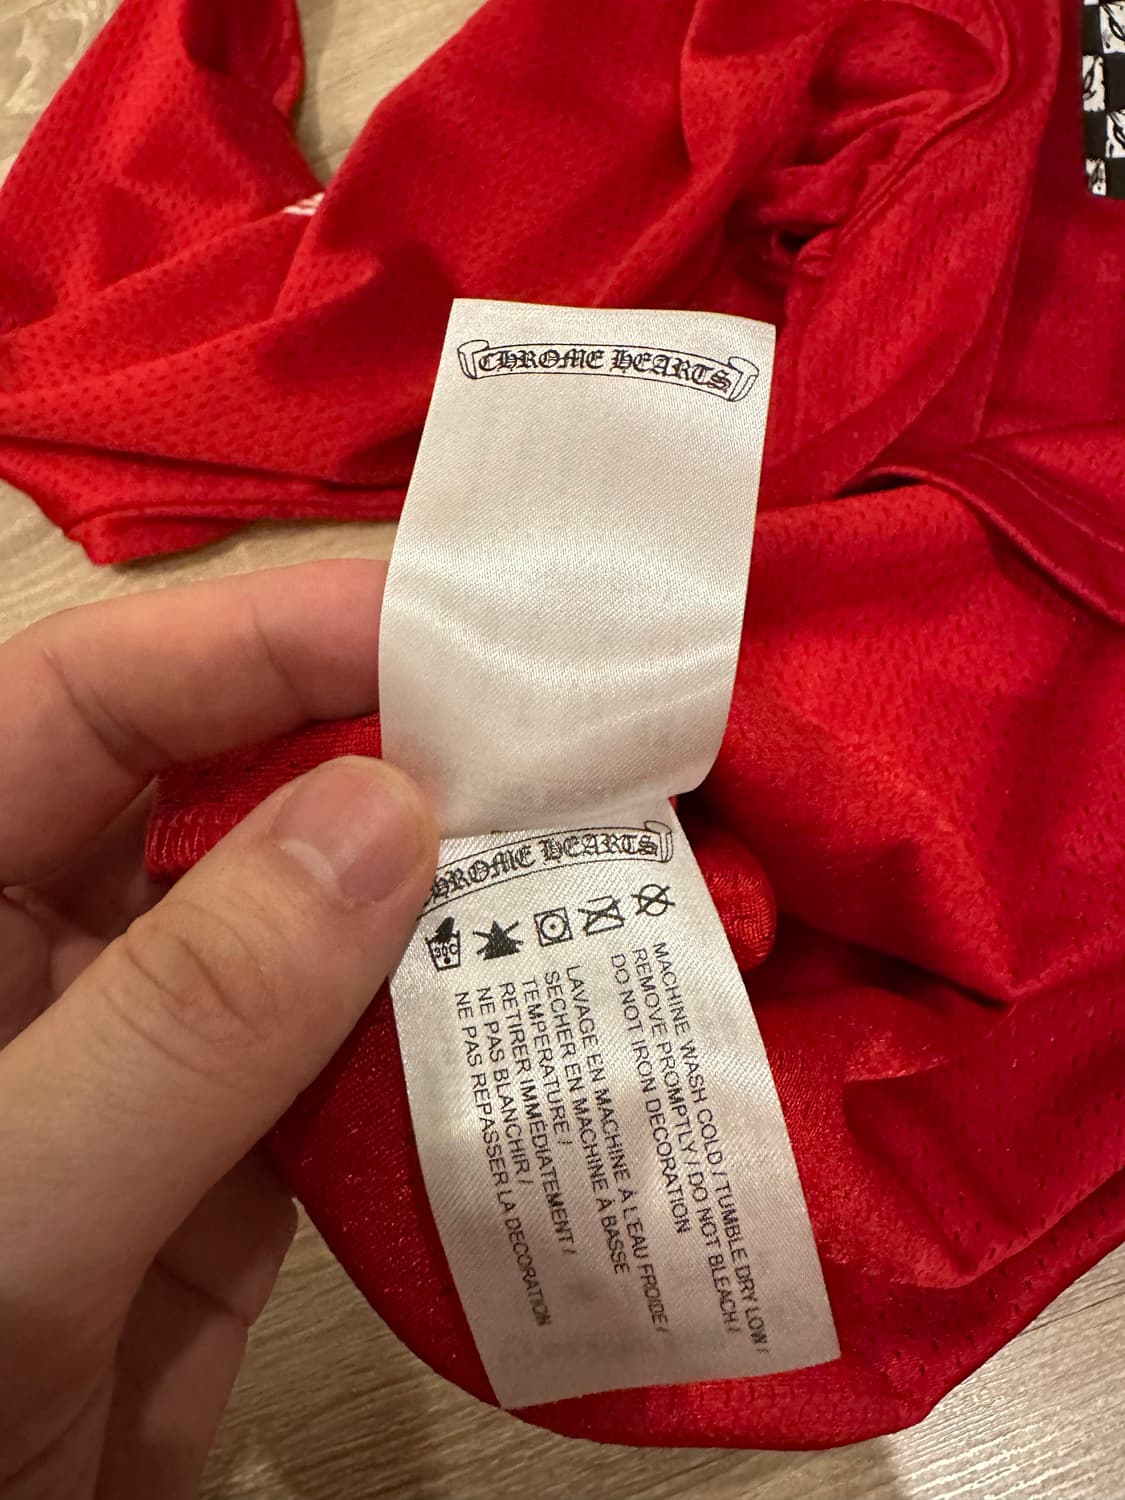 CHROME HEARTS
CHROME HEARTS
30C
MACHINE WASH COLD / TUMBLE DRY LOW /
REMOVE PROMPTLY / DO NOT BLEACH /
DO NOT IRON DECORATION
LAVAGE EN MACHINE À L'EAU FROIDE /
SECHER EN MACHINE À BASSE
TEMPERATURE /
RETIRER IMMÉDIATEMENT /
NE PAS BLANCHIR /
NE PAS REPASSER LA DECORATION